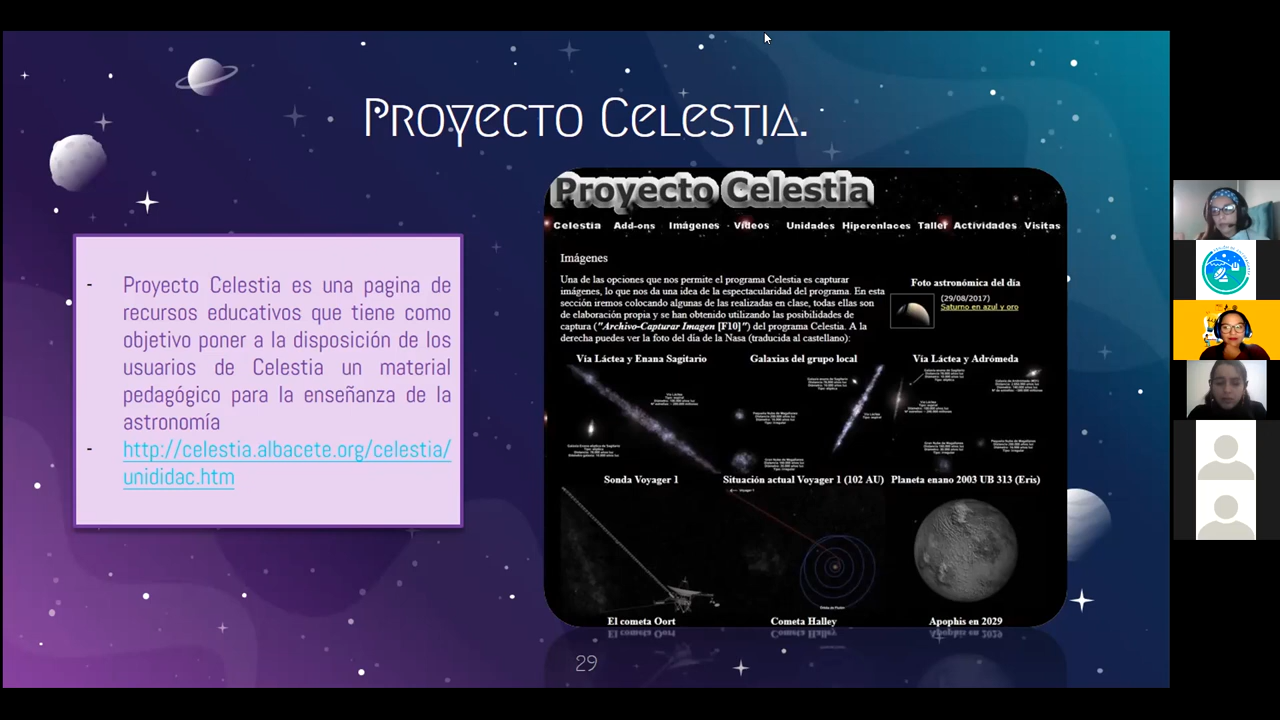 Proyecto Celestia.
- Proyecto Celestia es una pagina de
recursos educativos que tiene como
objetivo poner a la disposición de los
usuarios de Celestia un material
pedagógico para la enseñanza de la
astronomía
- http://celestia.albacete.org/celestia/
unididac.htm
Proyecto Celestia
Celestia Add-ons Imágenes · Vídeos Unidades Hiperenlaces Taller Actividades Visitas
Imágenes
Una de las opciones que nos permite el programa Celestia es capturar
imágenes, lo que nos da una idea de la espectacularidad del programa. En esta
sección iremos colocando algunas de las realizadas en clase, todas ellas son
de elaboración propia y se han obtenido utilizando las posibilidades de
captura ("Archivo-Capturar Imagen [F10]") del programa Celestia. A la
derecha puedes ver la foto del día de la Nasa (traducida al castellano):
Foto astronómica del día
(29/08/2017)
Saturno en azul y oro
Vía Láctea y Enana Sagitario
Galaxias del grupo local
Vía Láctea y Adrómeda
Sonda Voyager 1
Situación actual Voyager 1 (102 AU)
Planeta enano 2003 UB 313 (Eris)
El cometa Oort
Cometa Halley
Apophis en 2029
29